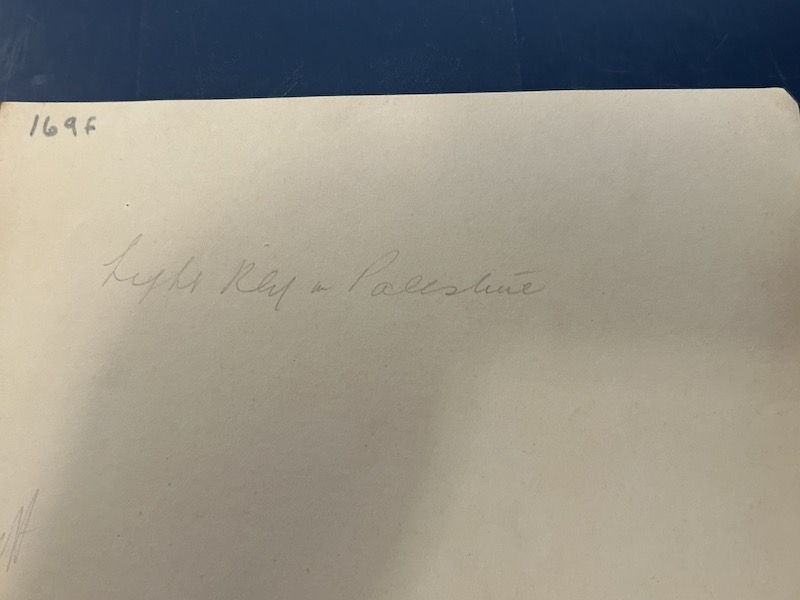 169F
Light Rly in Palestine